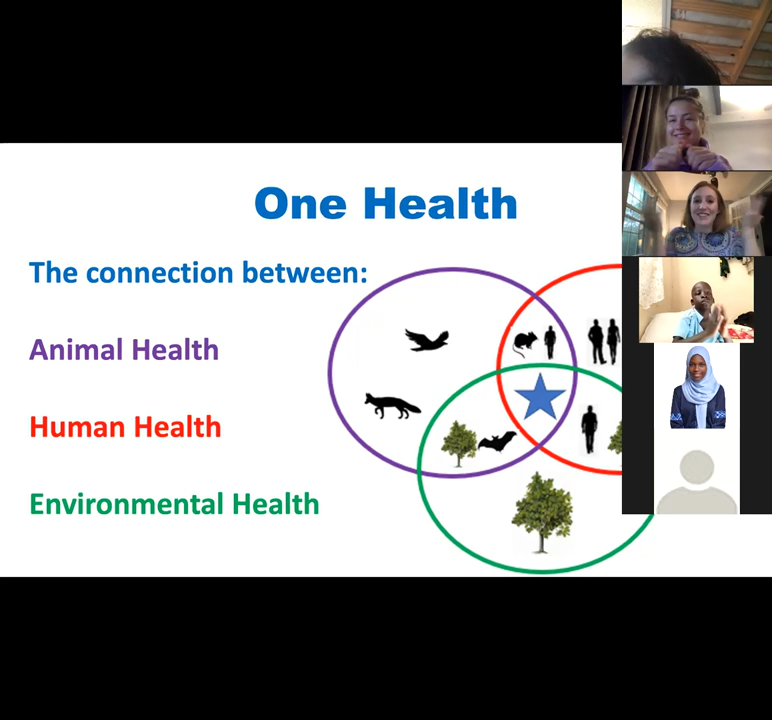 One Health
The connection between:
Animal Health
Human Health
Environmental Health